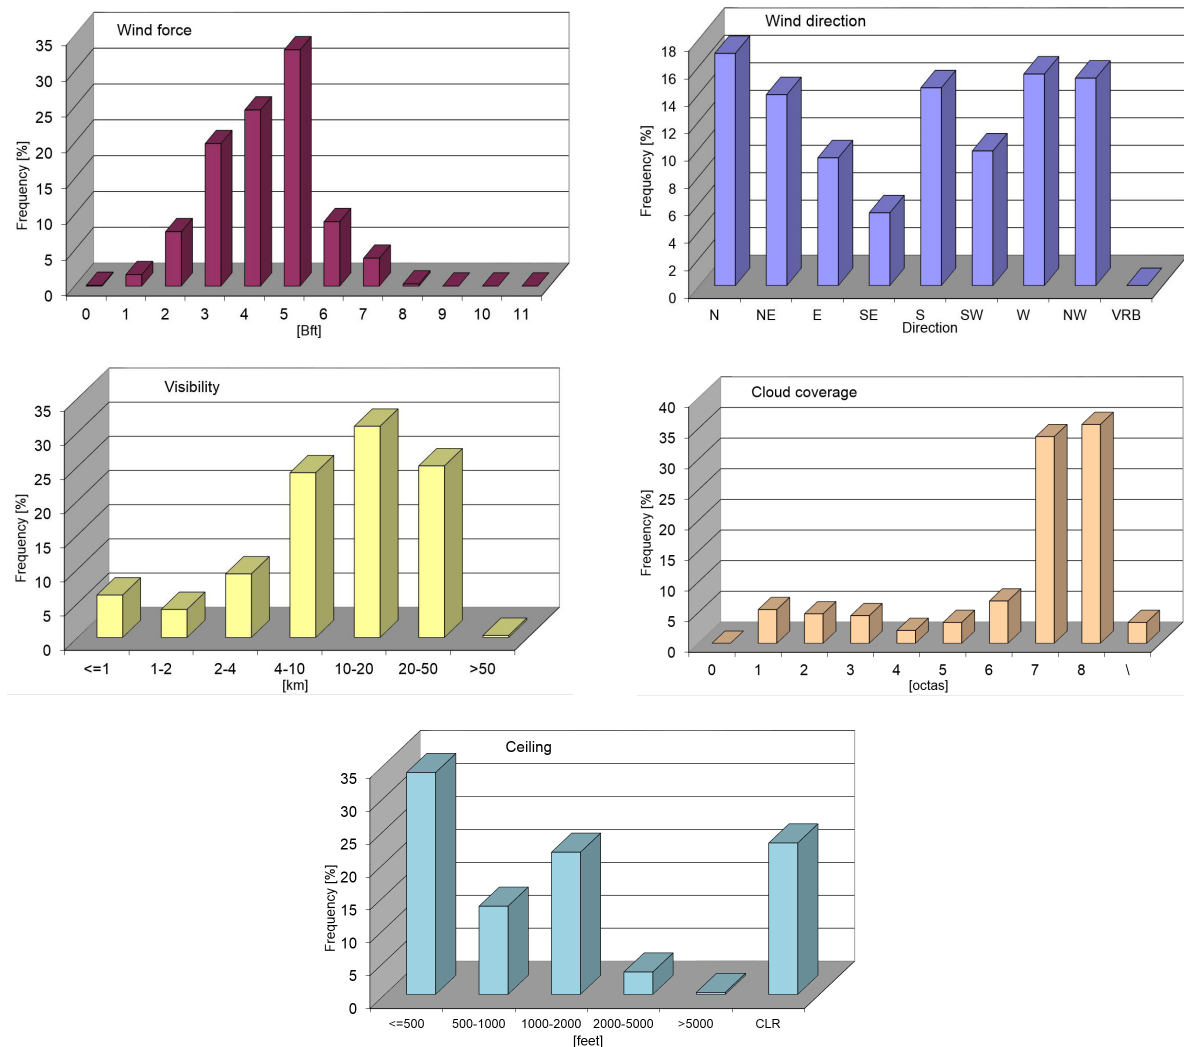 Wind force
Frequency [%]
35
30
25
20
15
10
5
0
0 1 2 3 4 5 6 7 8 9 10 11
[Bft]
Wind direction
Frequency [%]
18
16
14
12
10
8
6
4
2
0
N NE E SE S SW W NW VRB
Direction
Visibility
Frequency [%]
35
30
25
20
15
10
5
0
<=1 1-2 2-4 4-10 10-20 20-50 >50
[km]
Cloud coverage
Frequency [%]
40
35
30
25
20
15
10
5
0
0 1 2 3 4 5 6 7 8 \
[octas]
Ceiling
Frequency [%]
35
30
25
20
15
10
5
0
<=500 500-1000 1000-2000 2000-5000 >5000 CLR
[feet]